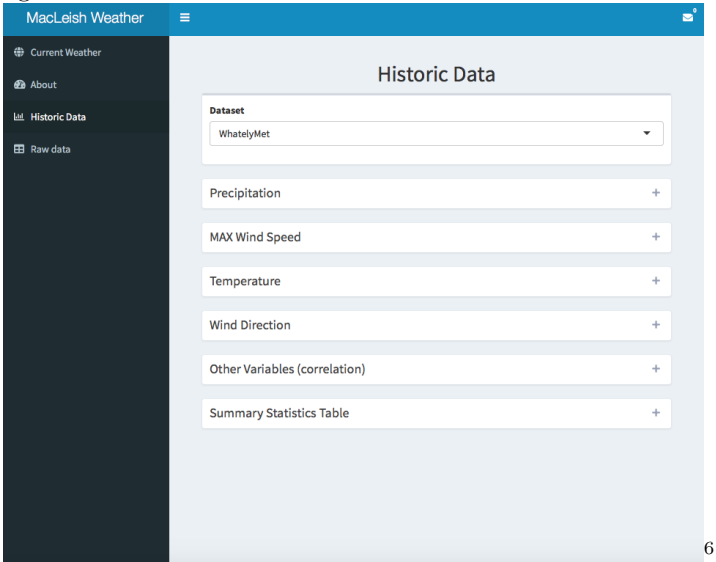 MacLeish Weather
0
Current Weather
About
Historic Data
Raw data
Historic Data
Dataset
WhatelyMet
Precipitation
MAX Wind Speed
Temperature
Wind Direction
Other Variables (correlation)
Summary Statistics Table
6